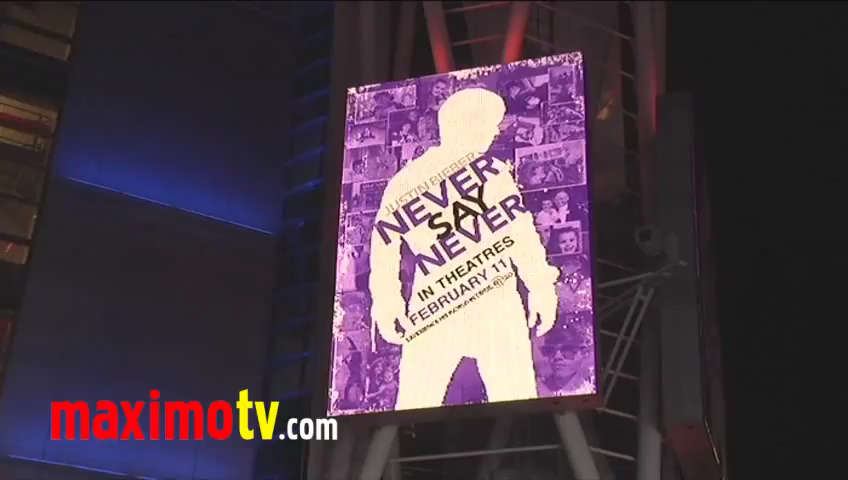 JUSTIN BIEBER
NEVER
SAY
NEVER
IN THEATRES
FEBRUARY 11
maximotv.com